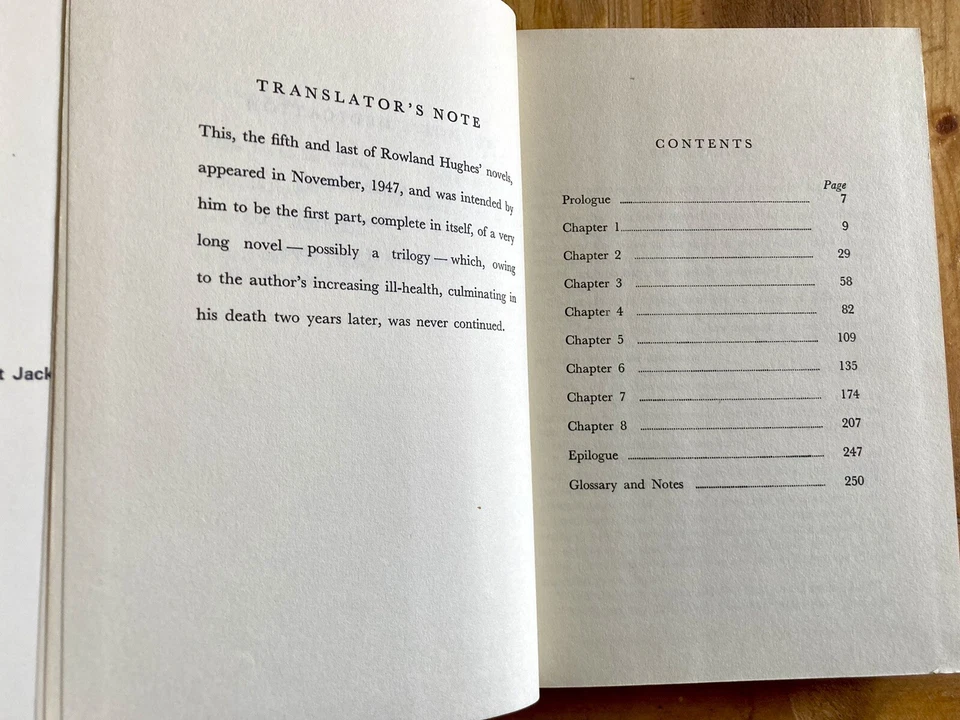 t Jack
TRANSLATOR'S NOTE
This, the fifth and last of Rowland Hughes' novels,
appeared in November, 1947, and was intended by
him to be the first part, complete in itself, of a very
long novel — possibly a trilogy — which, owing
to the author's increasing ill-health, culminating in
his death two years later, was never continued.
CONTENTS
Page
Prologue 7
Chapter 1 9
Chapter 2 29
Chapter 3 58
Chapter 4 82
Chapter 5 109
Chapter 6 135
Chapter 7 174
Chapter 8 207
Epilogue 247
Glossary and Notes 250